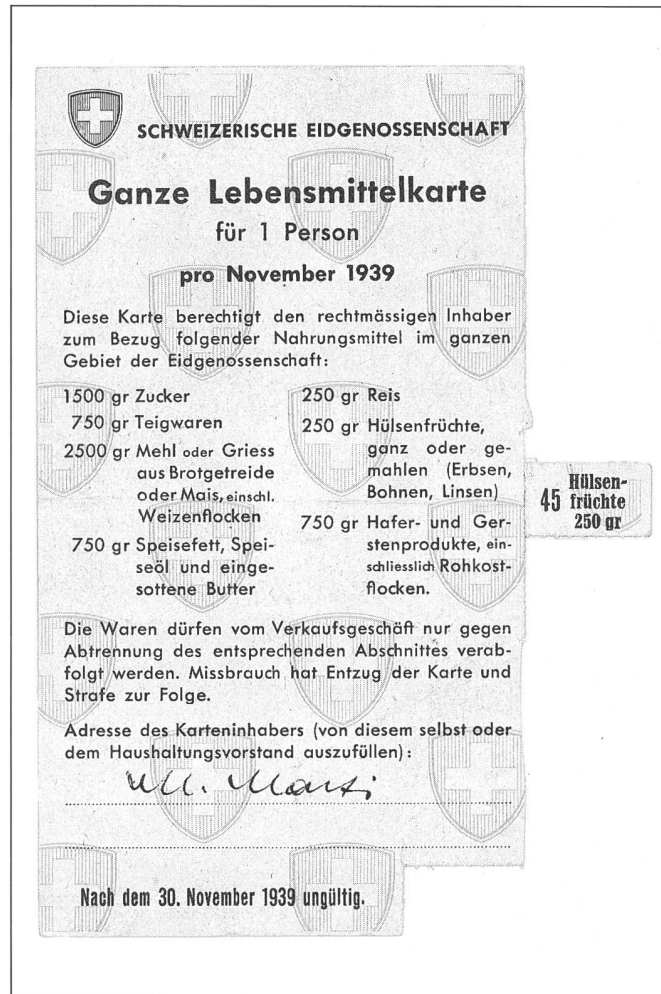 SCHWEIZERISCHE EIDGENOSSENSCHAFT
Ganze Lebensmittelkarte
für 1 Person
pro November 1939
Diese Karte berechtigt den rechtmässigen Inhaber
zum Bezug folgender Nahrungsmittel im ganzen
Gebiet der Eidgenossenschaft:
1500 gr Zucker
750 gr Teigwaren
2500 gr Mehl oder Griess
aus Brotgetreide
oder Mais, einschl.
Weizenflocken
750 gr Speisefett, Spei-
seöl und einge-
sottene Butter
250 gr Reis
250 gr Hülsenfrüchte,
ganz oder ge-
mahlen (Erbsen,
Bohnen, Linsen)
750 gr Hafer- und Ger-
stenprodukte, ein-
schliesslich Rohkost-
flocken.
45 Hülsen-
früchte
250 gr
Die Waren dürfen vom Verkaufsgeschäft nur gegen
Abtrennung des entsprechenden Abschnittes verab-
folgt werden. Missbrauch hat Entzug der Karte und
Strafe zur Folge.
Adresse des Karteninhabers (von diesem selbst oder
dem Haushaltungsvorstand auszufüllen):
M. Marti
Nach dem 30. November 1939 ungültig.